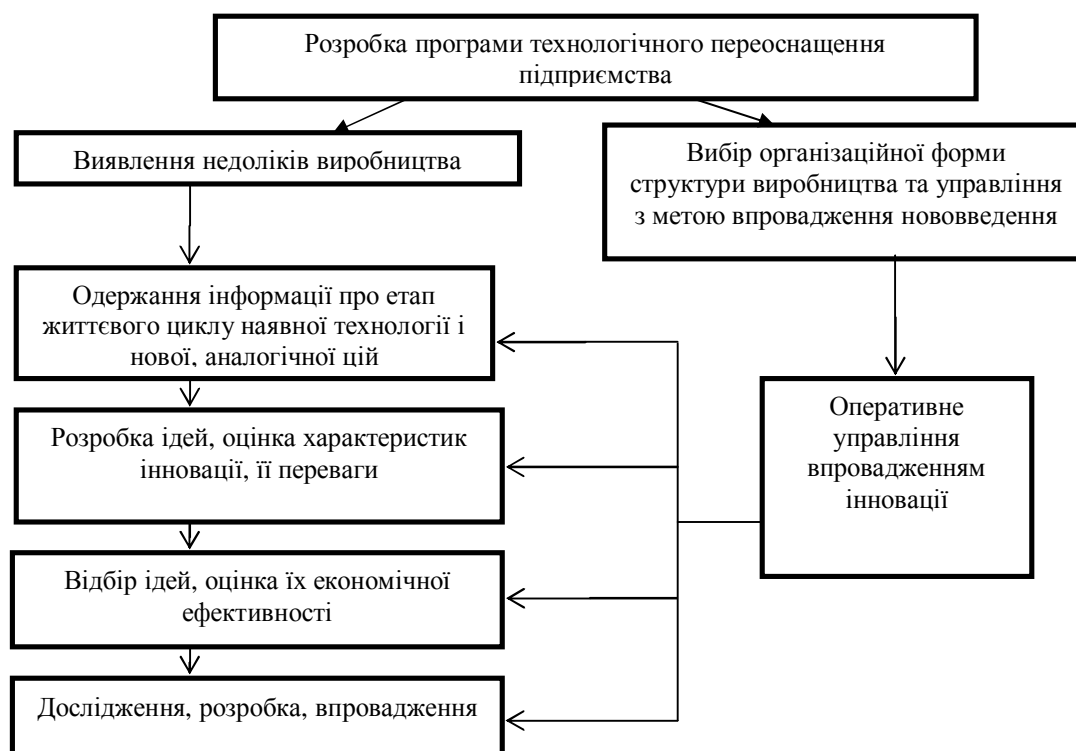 Розробка програми технологічного переоснащення
підприємства
Виявлення недоліків виробництва
Вибір організаційної форми
структури виробництва та управління
з метою впровадження нововведення
Одержання інформації про етап
життєвого циклу наявної технології і
нової, аналогічної цій
Розробка ідей, оцінка характеристик
інновації, її переваги
Відбір ідей, оцінка їх економічної
ефективності
Дослідження, розробка, впровадження
Оперативне
управління
впровадженням
інновації